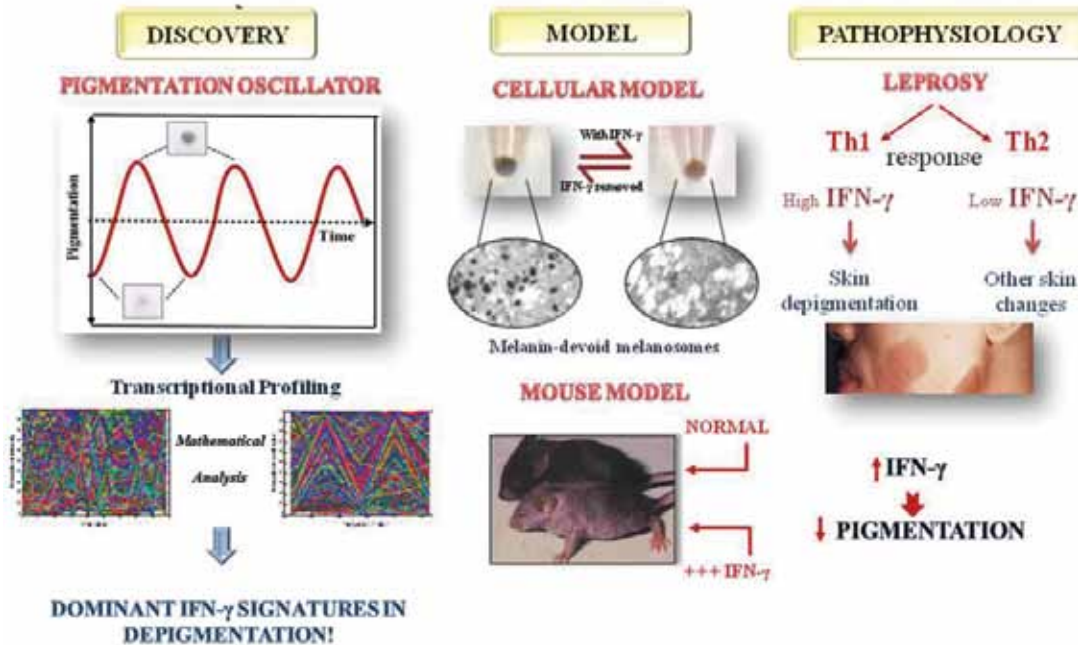 DISCOVERY
PIGMENTATION OSCILLATOR
Pigmentation
Time
Transcriptional Profiling
Mathematical
Analysis
DOMINANT IFN-γ SIGNATURES IN
DEPIGMENTATION!
MODEL
CELLULAR MODEL
With IFN-γ
IFN-γ removed
Melanin-devoid melanosomes
MOUSE MODEL
NORMAL
+++ IFN-γ
PATHOPHYSIOLOGY
LEPROSY
Th1 Th2
response
High IFN-γ Low IFN-γ
Skin Other skin
depigmentation changes
IFN-γ
PIGMENTATION